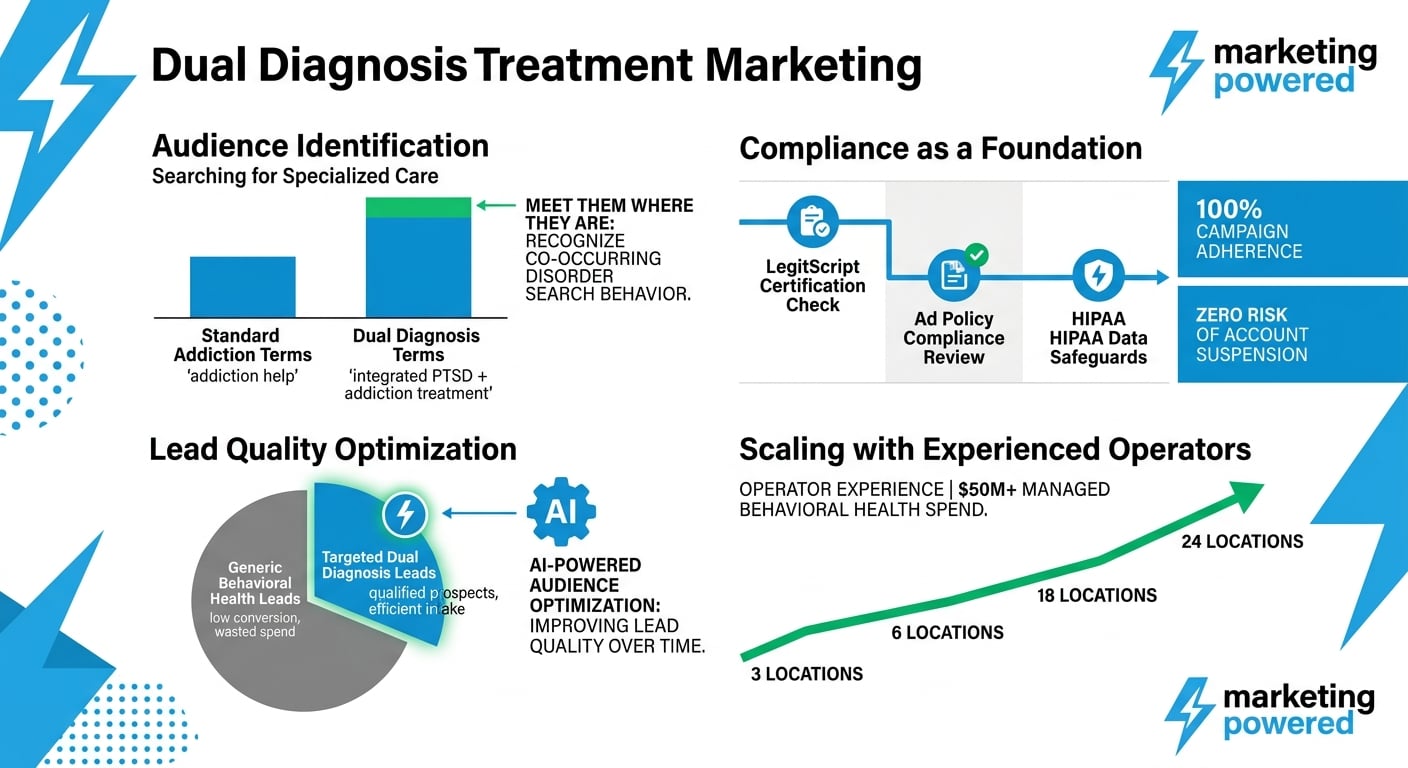 Dual Diagnosis Treatment Marketing
marketing
powered
Audience Identification
Searching for Specialized Care
MEET THEM WHERE
THEY ARE:
RECOGNIZE
CO-OCCURRING
DISORDER
SEARCH BEHAVIOR.
Standard
Addiction Terms
'addiction help'
Dual Diagnosis
Terms
'integrated PTSD +
addiction treatment'
Compliance as a Foundation
LegitScript
Certification
Check
Ad Policy
Compliance
Review
HIPAA
HIPAA Data
Safeguards
100%
CAMPAIGN
ADHERENCE
ZERO RISK
OF ACCOUNT
SUSPENSION
Lead Quality Optimization
Generic
Behavioral
Health Leads
low conversion,
wasted spend
Targeted Dual
Diagnosis Leads
qualified prospects,
efficient in ake
AI
AI-POWERED
AUDIENCE
OPTIMIZATION:
IMPROVING LEAD
QUALITY OVER TIME.
Scaling with Experienced Operators
OPERATOR EXPERIENCE | $50M+ MANAGED
BEHAVIORAL HEALTH SPEND.
3 LOCATIONS
6 LOCATIONS
18 LOCATIONS
24 LOCATIONS
marketing
powered